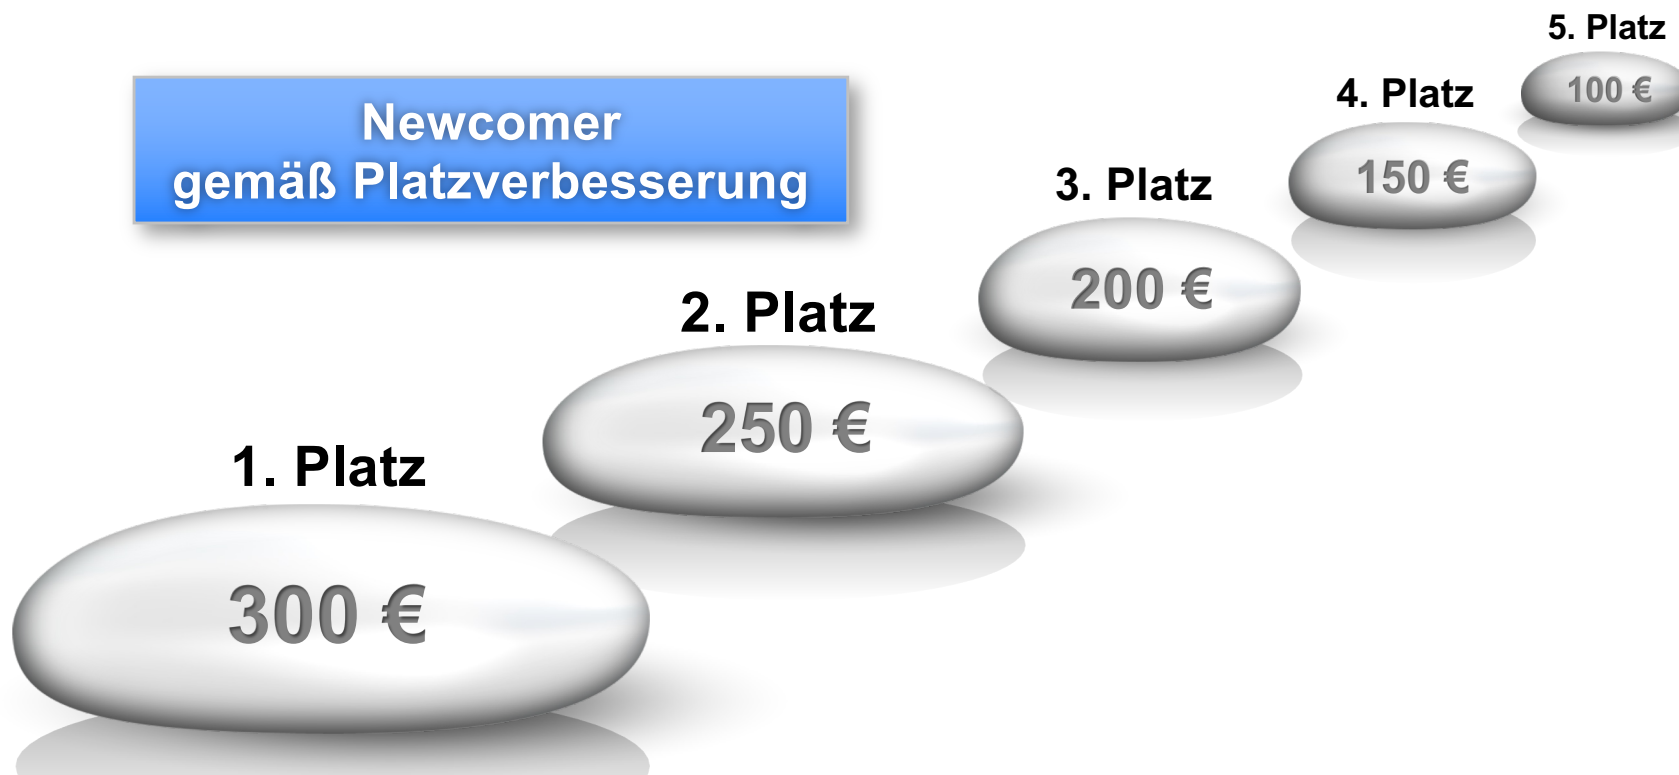 Newcomer
gemäß Platzverbesserung
1. Platz
300 €
2. Platz
250 €
3. Platz
200 €
4. Platz
150 €
5. Platz
100 €